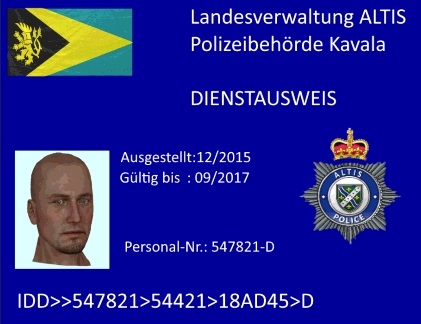 Landesverwaltung ALTIS
Polizeibehörde Kavala
DIENSTAUSWEIS
Ausgestellt:12/2015
Gültig bis : 09/2017
ALTIS
POLICE
Personal-Nr.: 547821-D
IDD>>547821>54421>18AD45>D